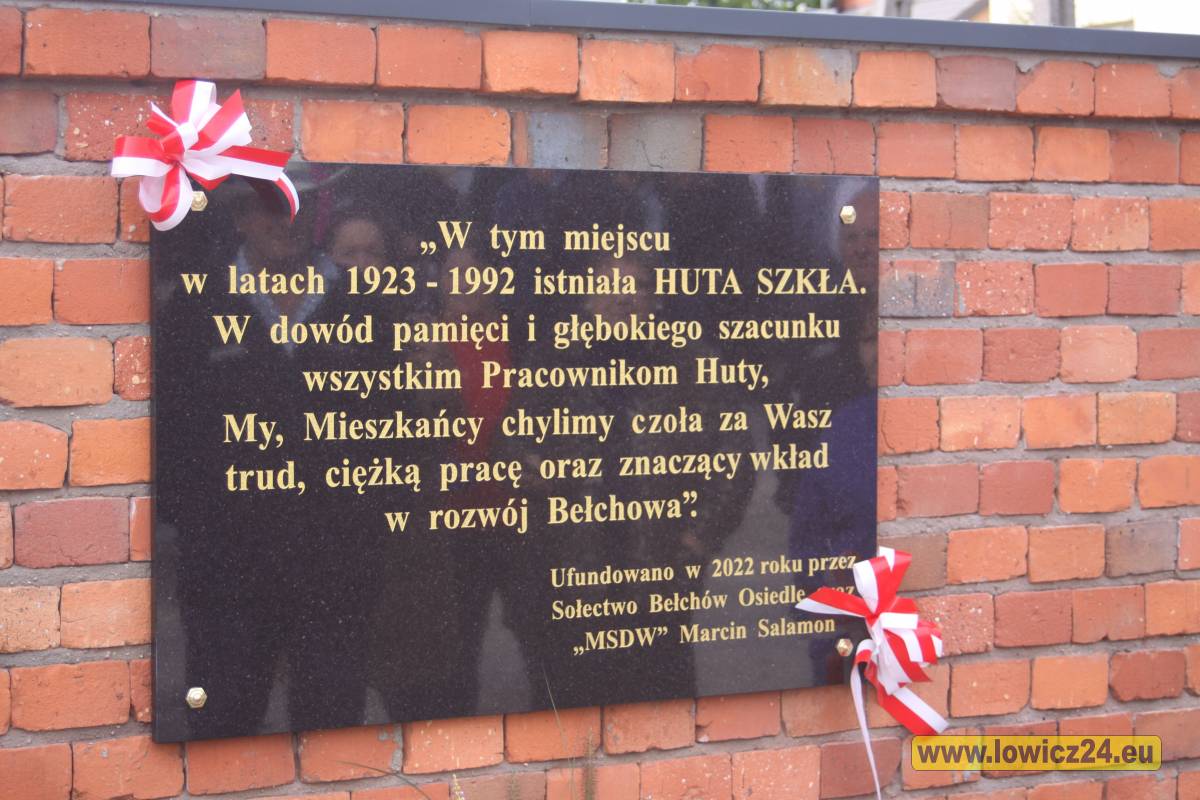 „W tym miejscu
w latach 1923 - 1992 istniała HUTA SZKŁA.
W dowód pamięci i głębokiego szacunku
wszystkim Pracownikom Huty,
My, Mieszkańcy chylimy czoła za Wasz
trud, ciężką pracę oraz znaczący wkład
w rozwój Bełchowa”.
Ufundowano w 2022 roku przez
Sołectwo Bełchów Osiedle
„MSDW” Marcin Salamon
www.lowicz24.eu